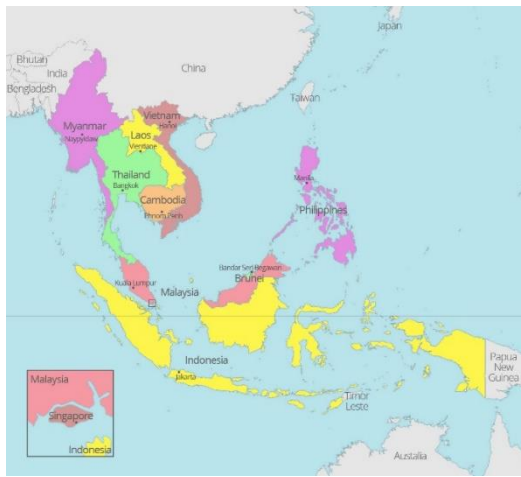 Japan
Bhutan
India
China
Bangladesh
Taiwan
Vietnam
Hanoi
Myanmar
Naypyidaw
Laos
Vientiane
Thailand
Bangkok
Cambodia
Phnom Penh
Manila
Philippines
Bandar Seri Begawan
Brunei
Kuala Lumpur
Malaysia
Indonesia
Jakarta
Papua
New
Guinea
Timor
Leste
Malaysia
Singapore
Indonesia
Australia